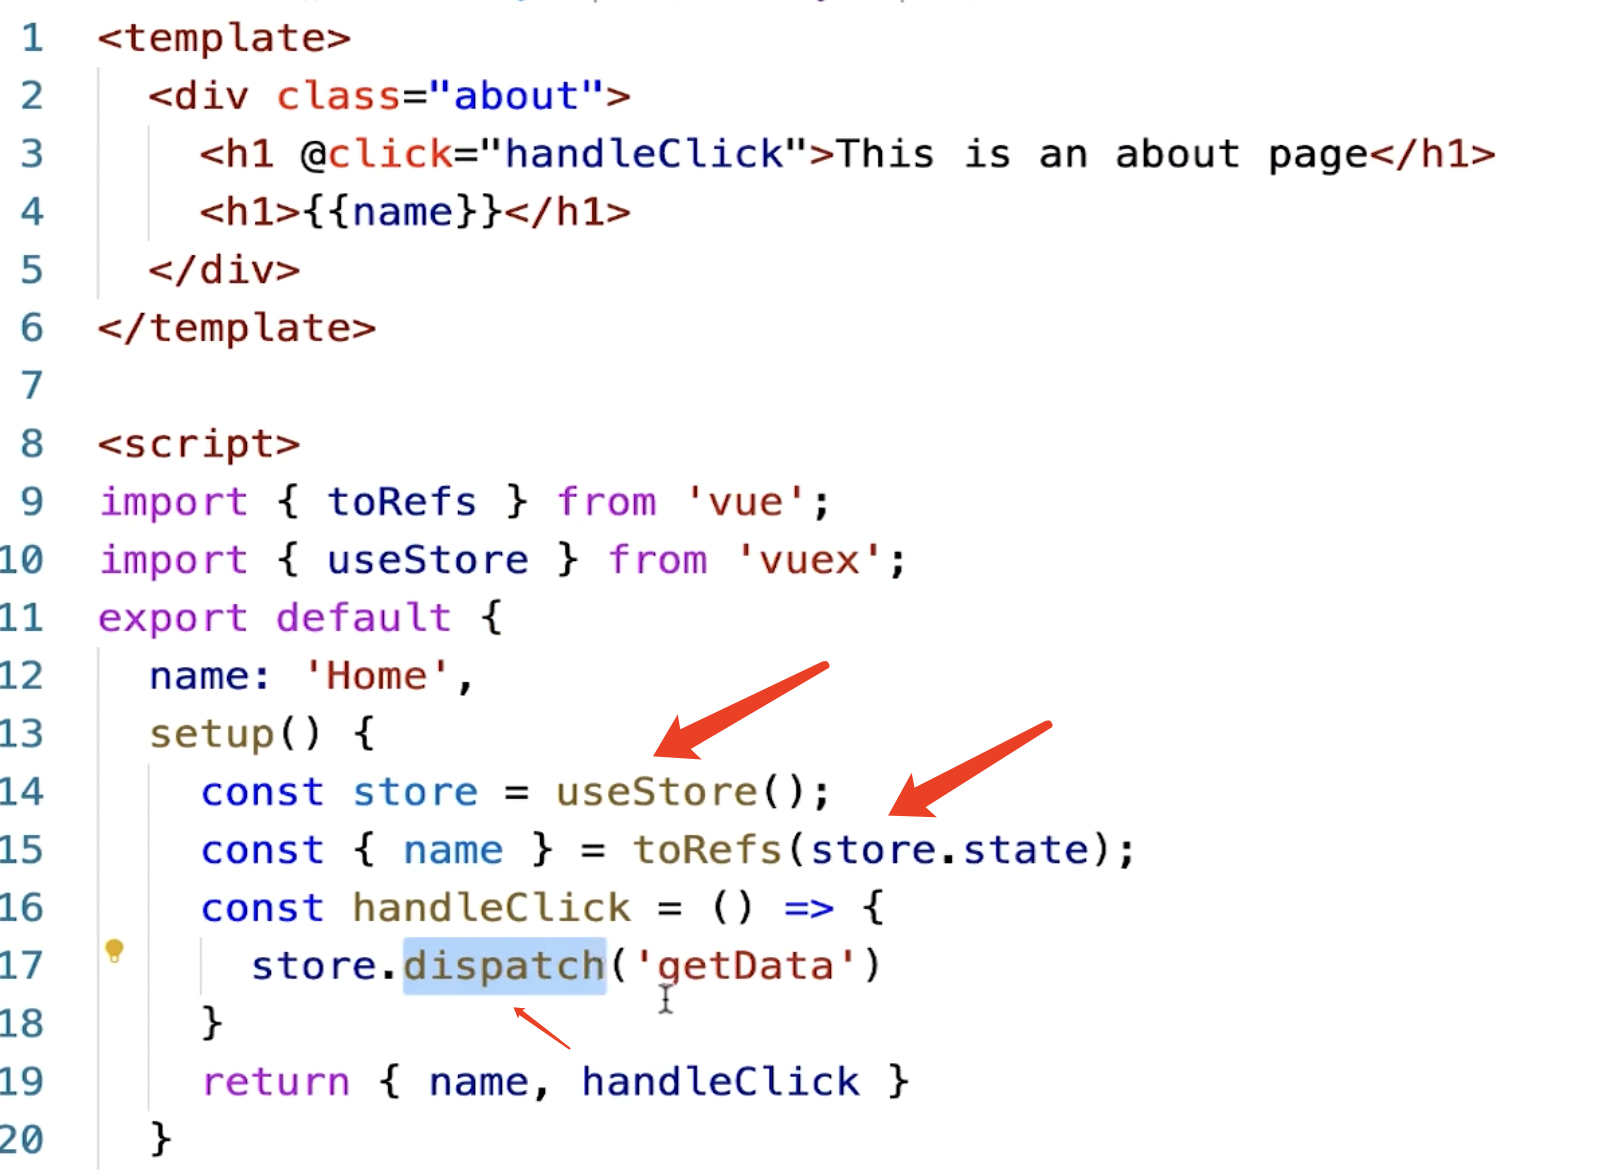 1 <template>
2 <div class="about">
3 <h1 @click="handleClick">This is an about page</h1>
4 <h1>{{name}}</h1>
5 </div>
6 </template>
7
8 <script>
9 import { toRefs } from 'vue';
10 import { useStore } from 'vuex';
11 export default {
12 name: 'Home',
13 setup() {
14 const store = useStore();
15 const { name } = toRefs(store.state);
16 const handleClick = () => {
17 store.dispatch('getData')
18 }
19 return { name, handleClick }
20 }